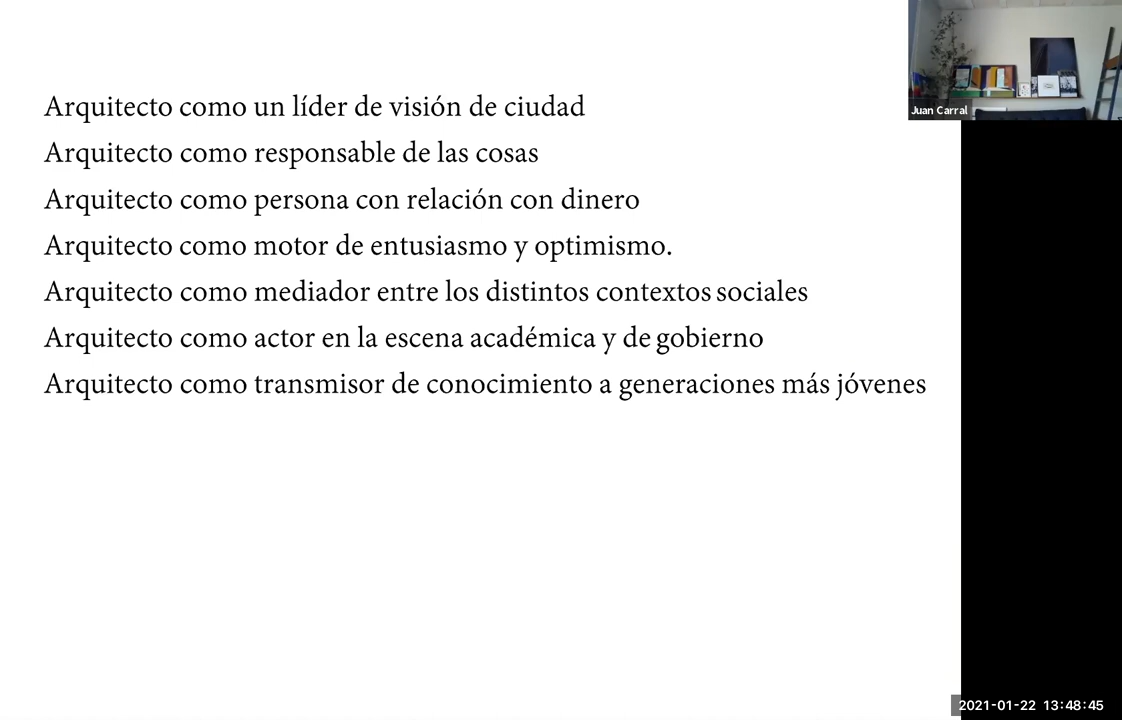 Arquitecto como un líder de visión de ciudad
Arquitecto como responsable de las cosas
Arquitecto como persona con relación con dinero
Arquitecto como motor de entusiasmo y optimismo.
Arquitecto como mediador entre los distintos contextos sociales
Arquitecto como actor en la escena académica y de gobierno
Arquitecto como transmisor de conocimiento a generaciones más jóvenes
Juan Carral
2021-01-22 13:48:45